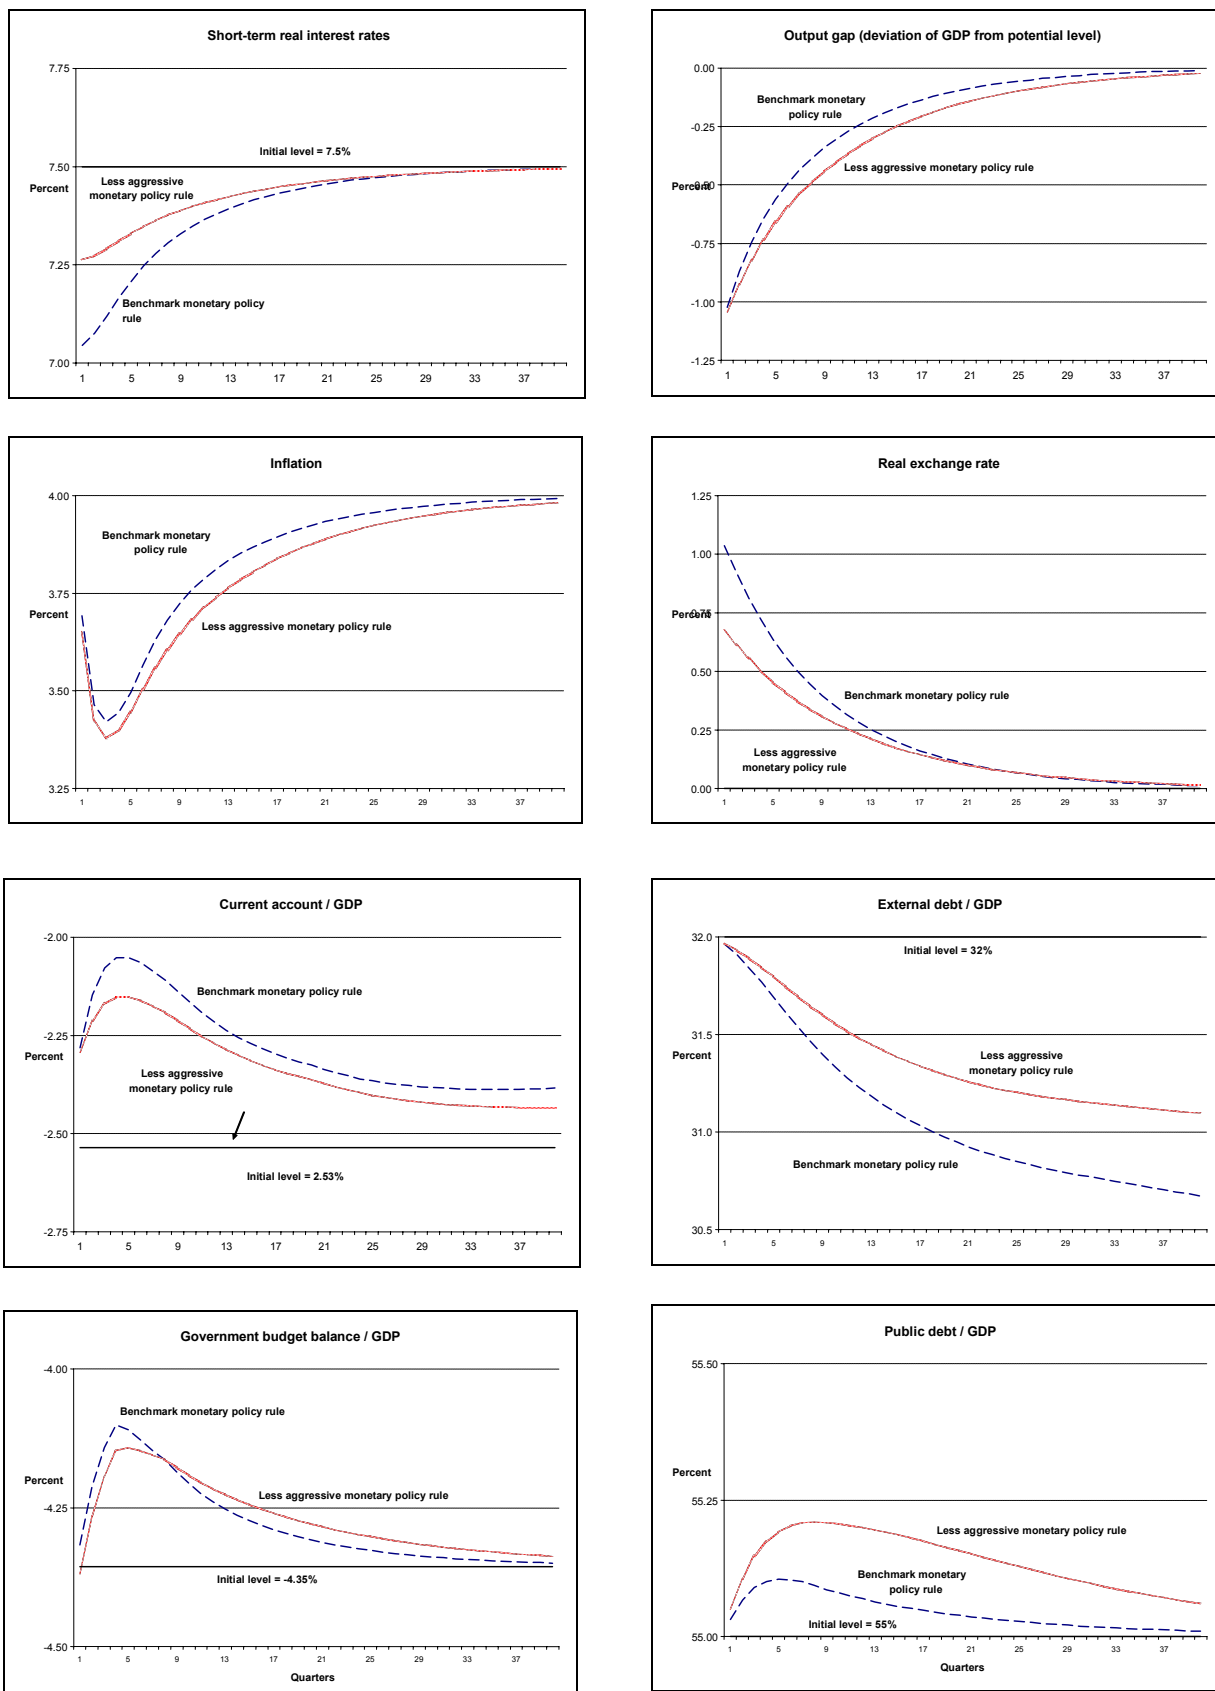 Short-term real interest rates
7.75
Initial level = 7.5%
7.50
Less aggressive
monetary policy rule
Percent
7.25
Benchmark monetary policy
rule
7.00
1 5 9 13 17 21 25 29 33 37
Output gap (deviation of GDP from potential level)
0.00
Benchmark monetary
policy rule
-0.25
Less aggressive monetary policy rule
Percent
-0.50
-0.75
-1.00
-1.25
1 5 9 13 17 21 25 29 33 37
Inflation
4.00
Benchmark monetary
policy rule
3.75
Percent
Less aggressive monetary policy rule
3.50
3.25
1 5 9 13 17 21 25 29 33 37
Real exchange rate
1.25
1.00
Percent
0.75
0.50
Benchmark monetary policy rule
0.25
Less aggressive
monetary policy rule
0.00
1 5 9 13 17 21 25 29 33 37
Current account / GDP
-2.00
Benchmark monetary policy rule
-2.25
Percent
Less aggressive
monetary policy rule
-2.50
Initial level = 2.53%
-2.75
1 5 9 13 17 21 25 29 33 37
External debt / GDP
32.0
Initial level = 32%
31.5
Percent
Less aggressive
monetary policy rule
31.0
Benchmark monetary policy rule
30.5
1 5 9 13 17 21 25 29 33 37
Government budget balance / GDP
-4.00
Benchmark monetary policy rule
Percent
Less aggressive monetary policy rule
-4.25
Initial level = -4.35%
-4.50
1 5 9 13 17 21 25 29 33 37
Quarters
Public debt / GDP
55.50
Percent
55.25
Less aggressive monetary policy rule
Benchmark monetary
policy rule
Initial level = 55%
55.00
1 5 9 13 17 21 25 29 33 37
Quarters